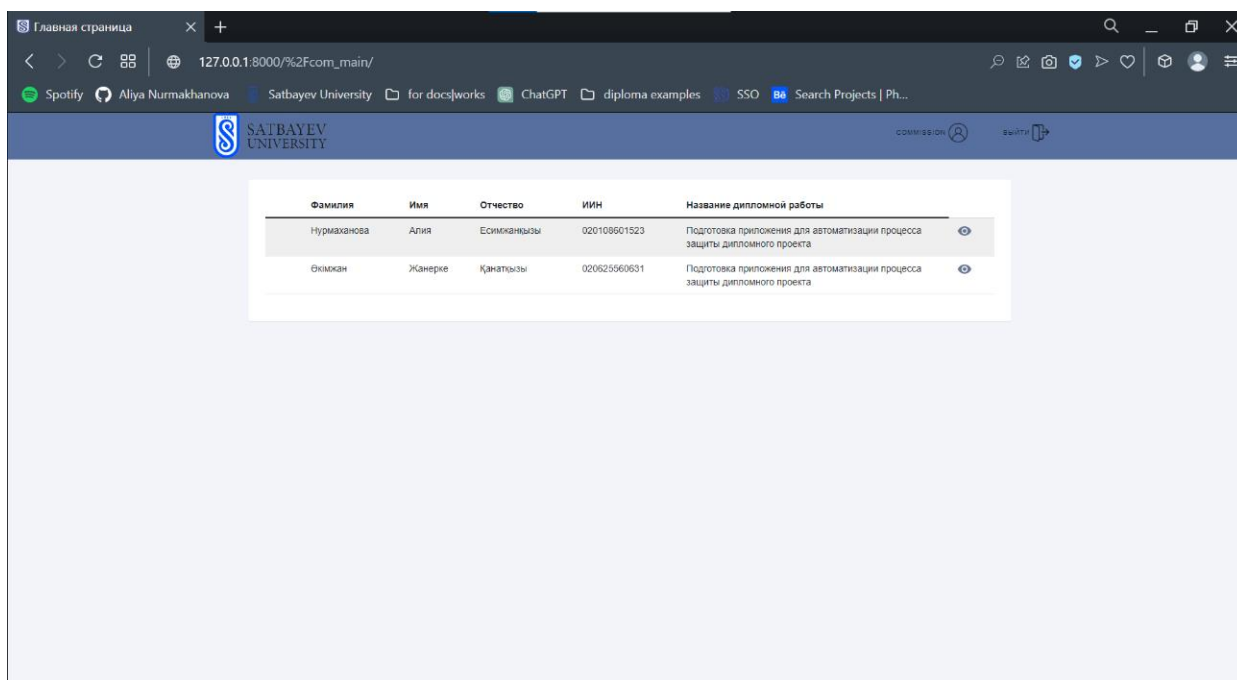 Главная страница
127.0.0.1:8000/%2Fcom_main/
Spotify Aliya Nurmakhanova Satbayev University for docs|works ChatGPT diploma examples SSO Bē Search Projects | Ph...
SATBAYEV
UNIVERSITY
COMMISSION ВЫЙТИ
Фамилия Имя Отчество ИИН Название дипломной работы
Нурмаханова Алия Есимжанқызы 020108601523 Подготовка приложения для автоматизации процесса
защиты дипломного проекта
Әкімжан Жанерке Қанатқызы 020625560631 Подготовка приложения для автоматизации процесса
защиты дипломного проекта